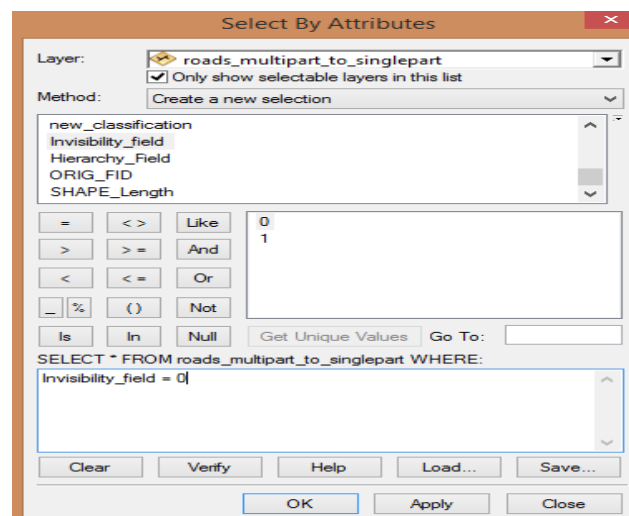 Select By Attributes
Layer: roads_multipart_to_singlepart
Only show selectable layers in this list
Method: Create a new selection
new_classification
Invisibility_field
Hierarchy_Field
ORIG_FID
SHAPE_Length
= < > Like 0
> > = And 1
< < = Or
_ % () Not
Is In Null Get Unique Values Go To:
SELECT * FROM roads_multipart_to_singlepart WHERE:
Invisibility_field = 0
Clear Verify Help Load... Save...
OK Apply Close